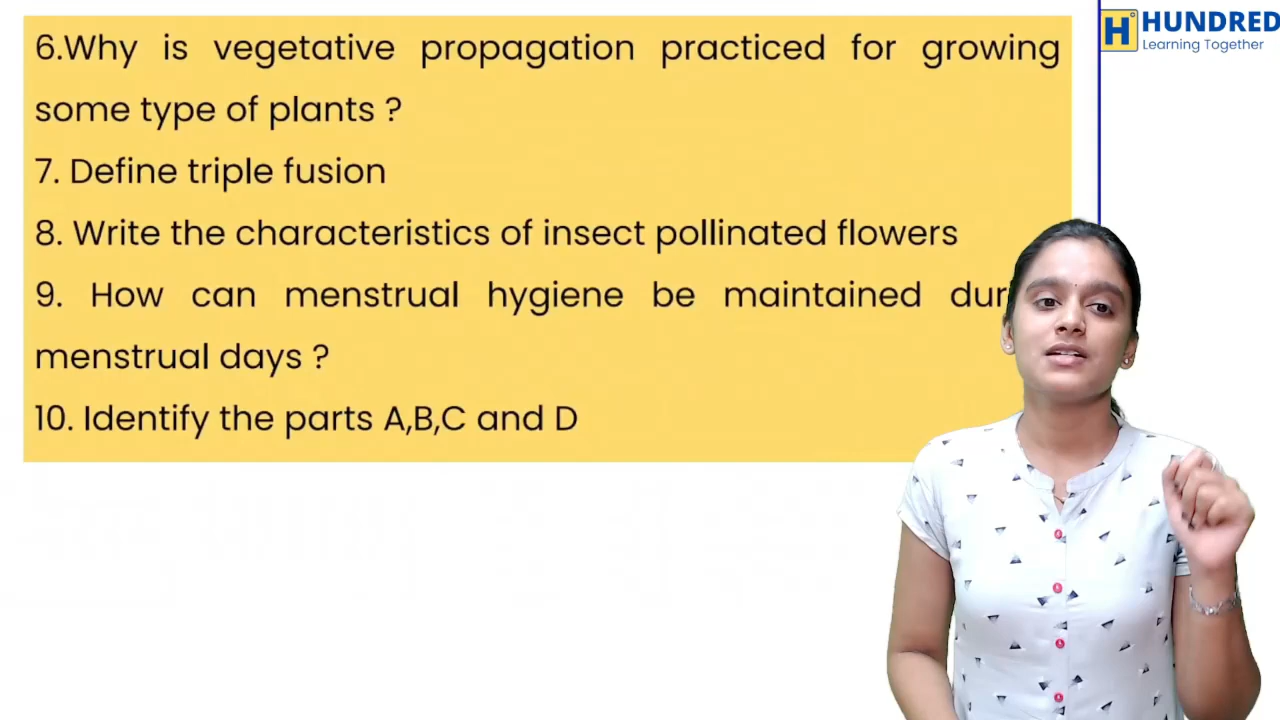 HUNDRED
Learning Together
6.Why is vegetative propagation practiced for growing
some type of plants ?
7. Define triple fusion
8. Write the characteristics of insect pollinated flowers
9. How can menstrual hygiene be maintained
menstrual days ?
10. Identify the parts A,B,C and D